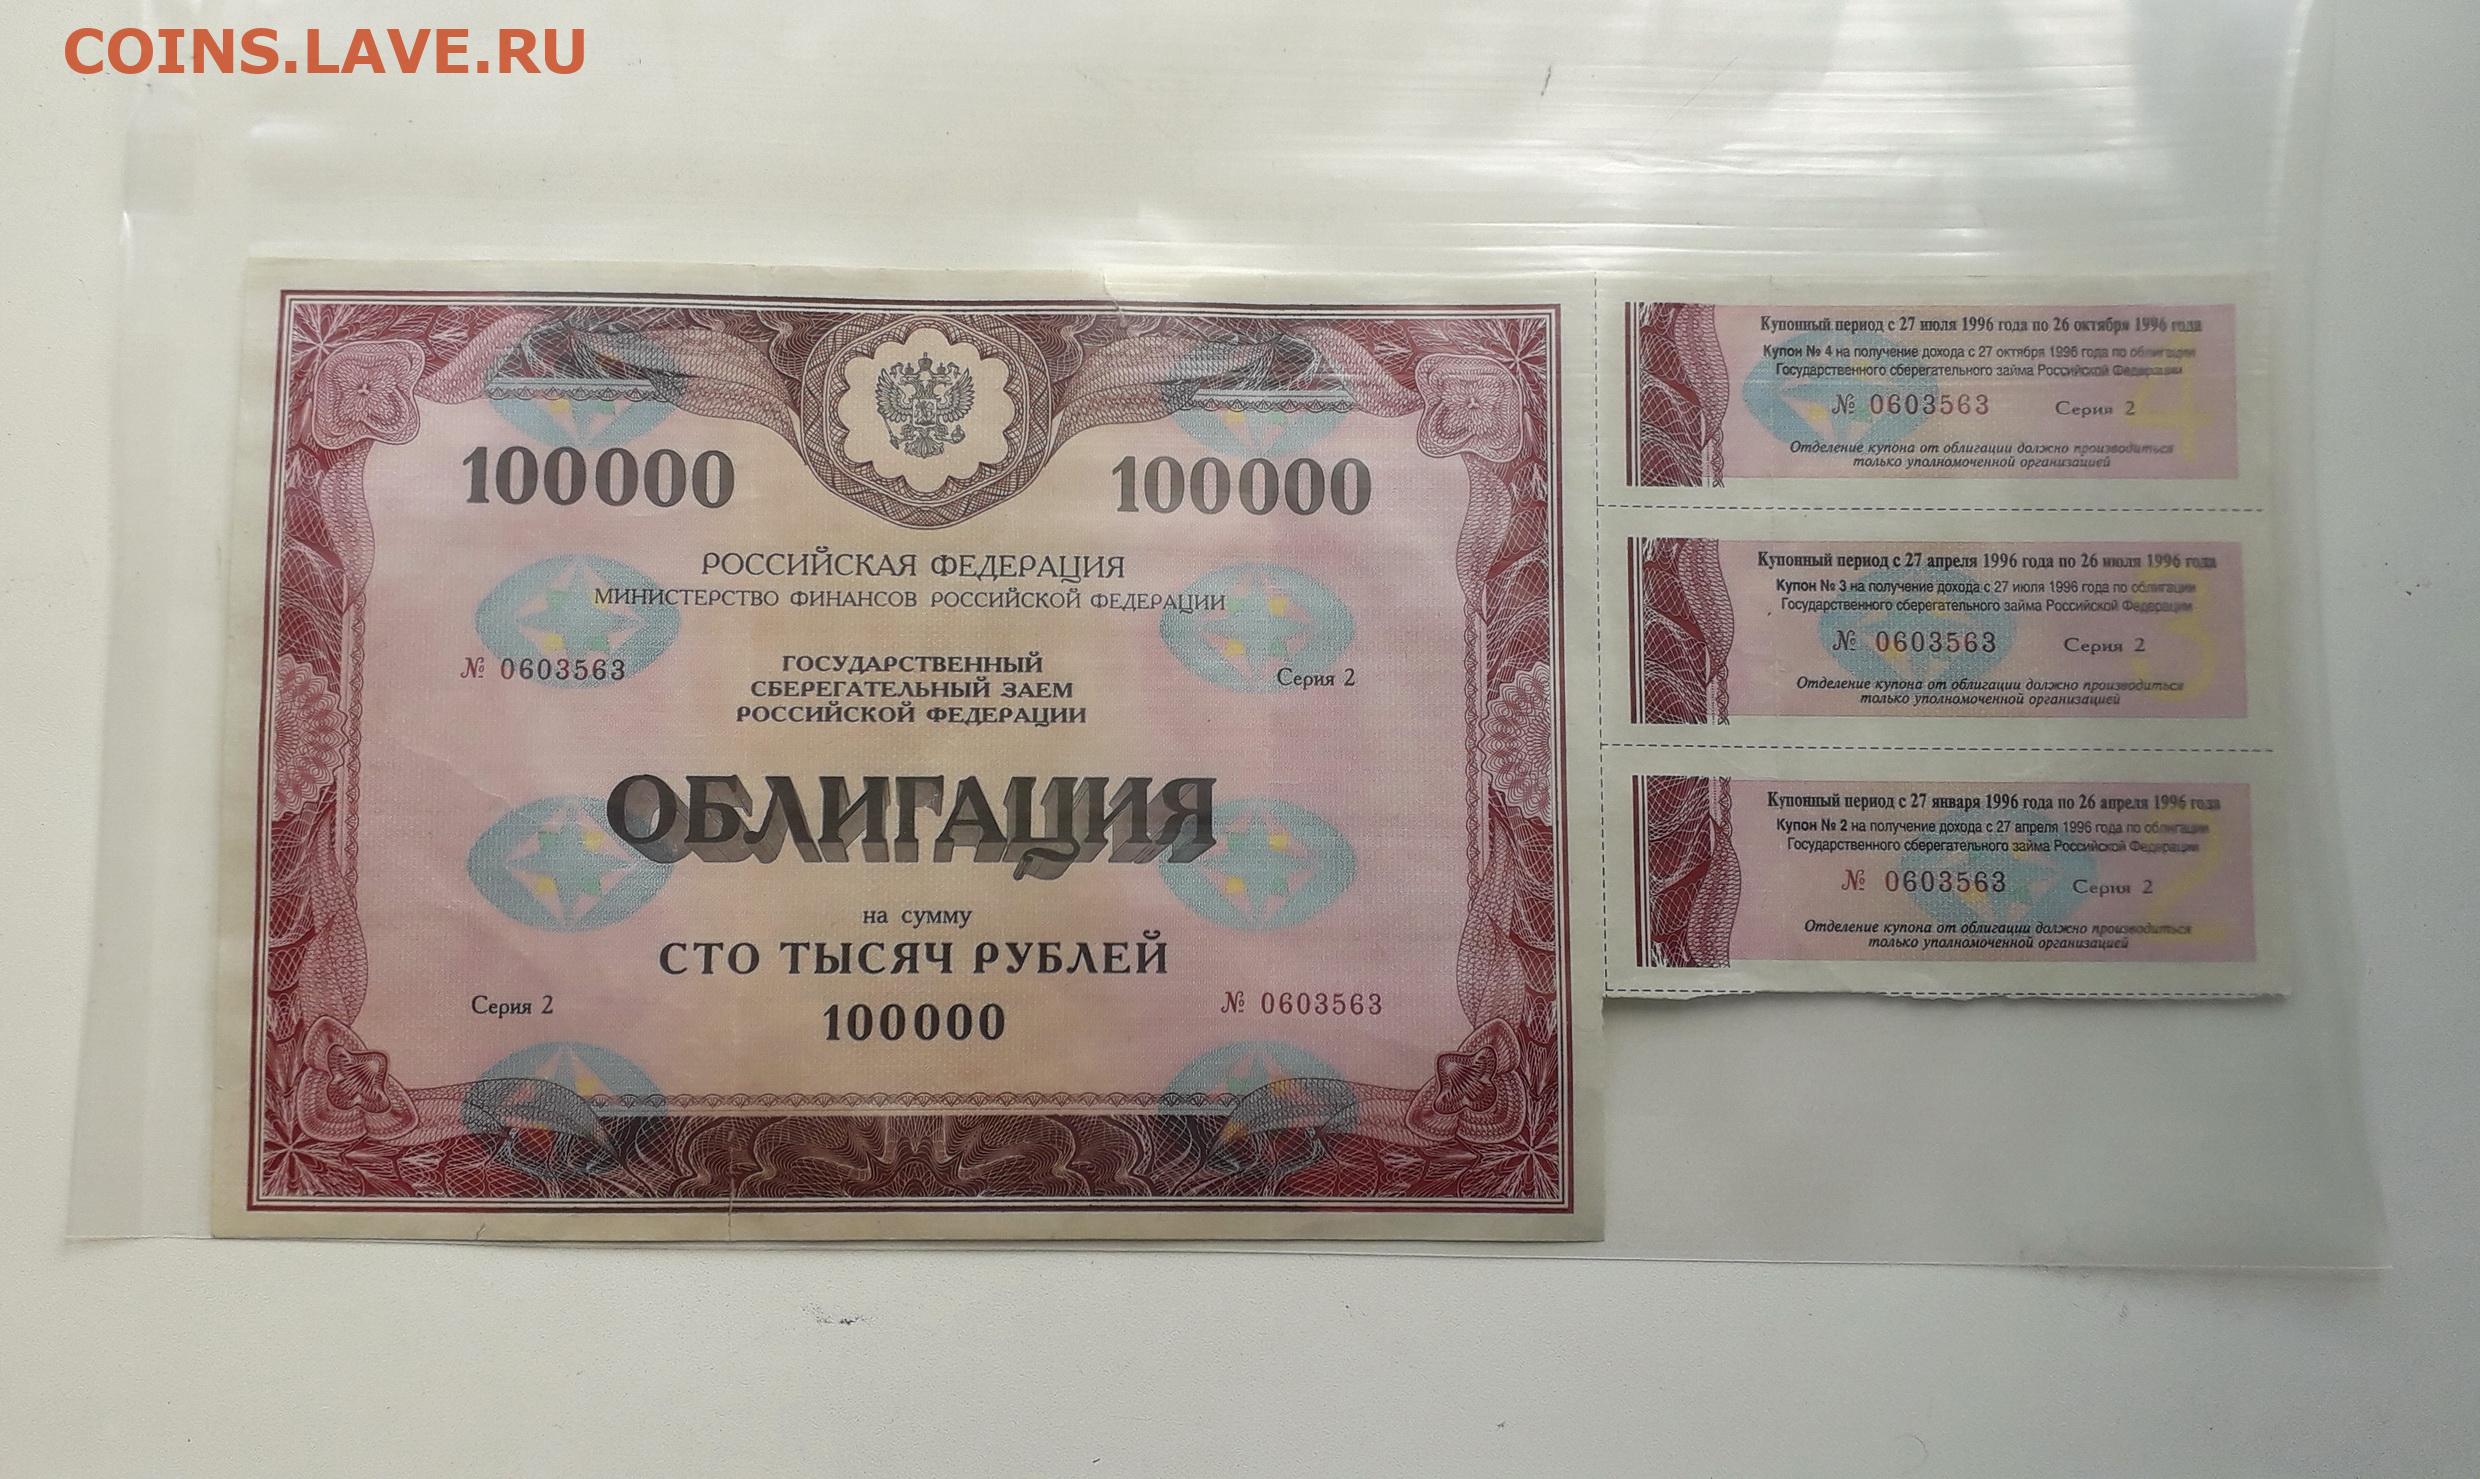 COINS.LAVE.RU
100000
100000
РОССИЙСКАЯ ФЕДЕРАЦИЯ
МИНИСТЕРСТВО ФИНАНСОВ РОССИЙСКОЙ ФЕДЕРАЦИИ
№ 0603563
ГОСУДАРСТВЕННЫЙ
СБЕРЕГАТЕЛЬНЫЙ ЗАЕМ
РОССИЙСКОЙ ФЕДЕРАЦИИ
Серия 2
ОБЛИГАЦИЯ
на сумму
СТО ТЫСЯЧ РУБЛЕЙ
Серия 2
100000
№ 0603563
Купонный период с 27 июля 1996 года по 26 октября 1996 года
Купон № 4 на получение дохода с 27 октября 1996 года по облигации
Государственного сберегательного займа Российской Федерации
№ 0603563 Серия 2
Отделение купона от облигации должно производиться
только уполномоченной организацией
Купонный период с 27 апреля 1996 года по 26 июля 1996 года
Купон № 3 на получение дохода с 27 июля 1996 года по облигации
Государственного сберегательного займа Российской Федерации
№ 0603563 Серия 2
Отделение купона от облигации должно производиться
только уполномоченной организацией
Купонный период с 27 января 1996 года по 26 апреля 1996 года
Купон № 2 на получение дохода с 27 апреля 1996 года по облигации
Государственного сберегательного займа Российской Федерации
№ 0603563 Серия 2
Отделение купона от облигации должно производиться
только уполномоченной организацией